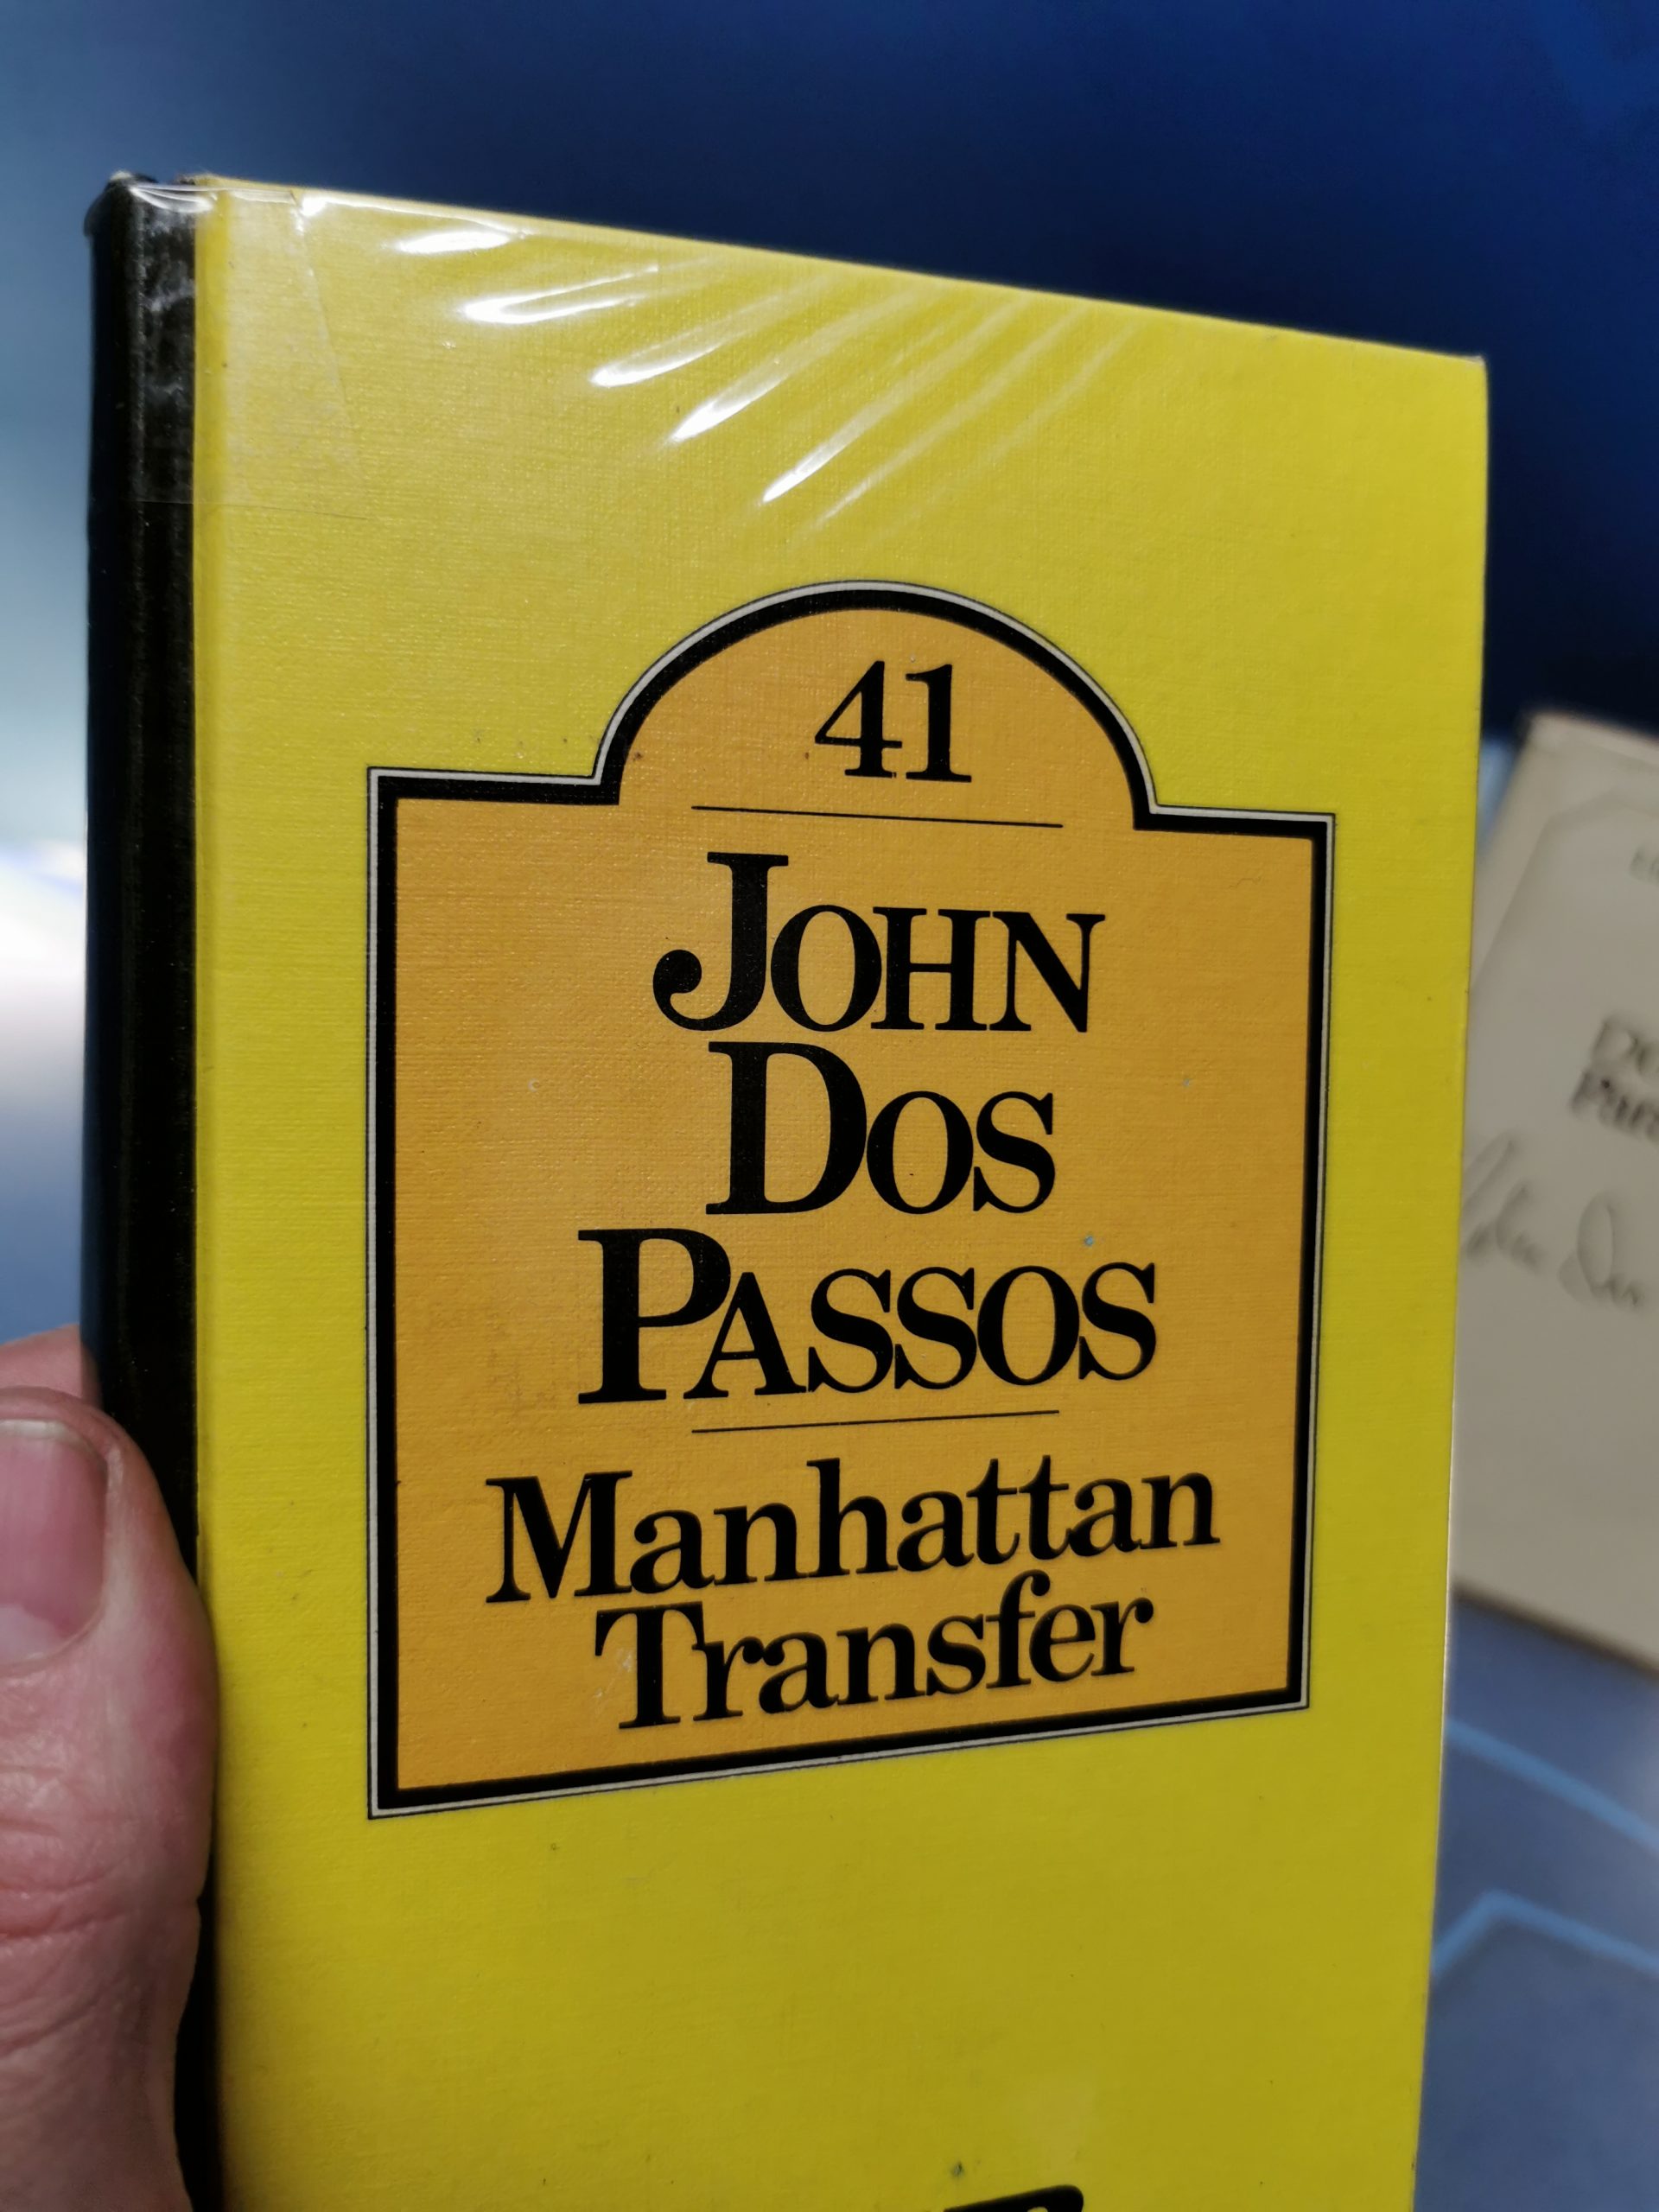 41
JOHN
DOS
PASSOS
Manhattan
Transfer